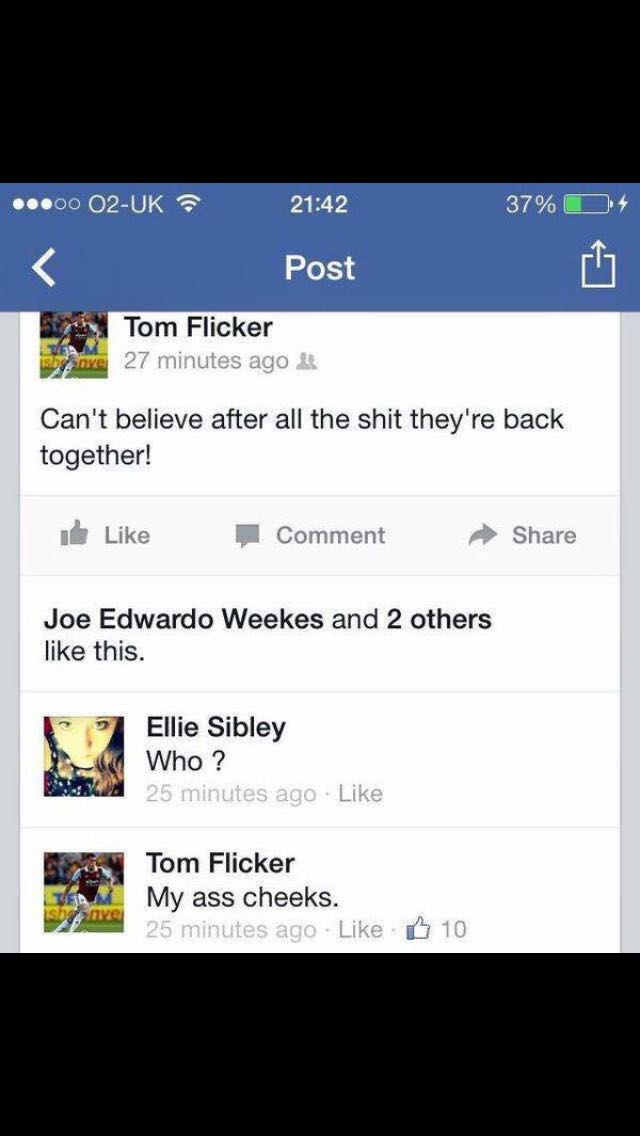 O2-UK 21:42 37%
Post
Tom Flicker
27 minutes ago
Can't believe after all the shit they're back
together!
Like Comment Share
Joe Edwardo Weekes and 2 others
like this.
Ellie Sibley
Who ?
25 minutes ago · Like
Tom Flicker
My ass cheeks.
25 minutes ago · Like · 10